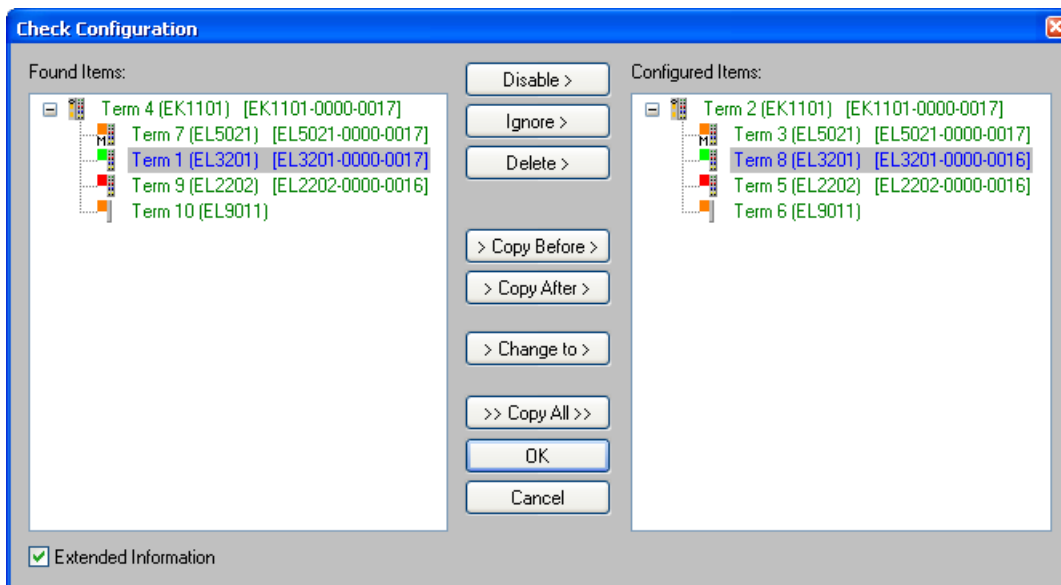 Check Configuration
Found Items:
Term 4 (EK1101) [EK1101-0000-0017]
Term 7 (EL5021) [EL5021-0000-0017]
Term 1 (EL3201) [EL3201-0000-0017]
Term 9 (EL2202) [EL2202-0000-0016]
Term 10 (EL9011)
Disable >
Ignore >
Delete >
> Copy Before >
> Copy After >
> Change to >
>> Copy All >>
OK
Cancel
Configured Items:
Term 2 (EK1101) [EK1101-0000-0017]
Term 3 (EL5021) [EL5021-0000-0017]
Term 8 (EL3201) [EL3201-0000-0016]
Term 5 (EL2202) [EL2202-0000-0016]
Term 6 (EL9011)
Extended Information